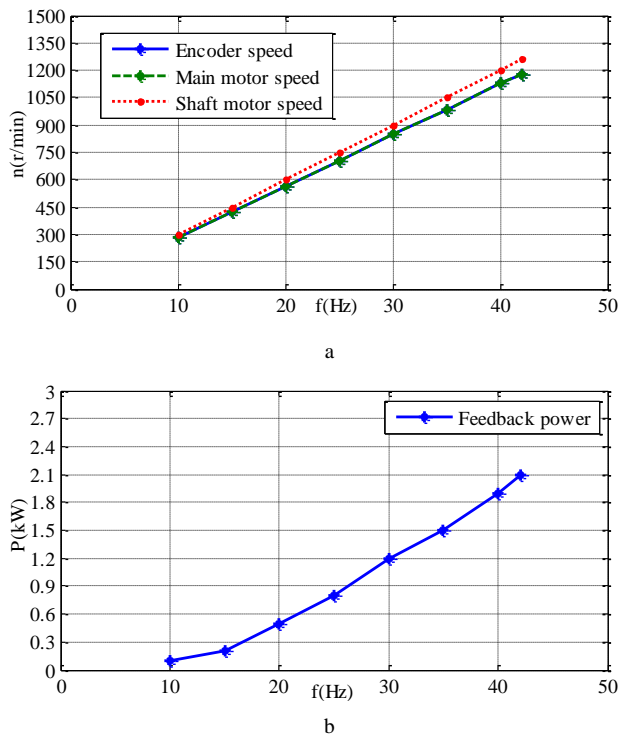 1500
1350
1200
1050
900
750
600
450
300
150
0
n(r/min)
Encoder speed
Main motor speed
Shaft motor speed
0 10 20 30 40 50
f(Hz)
a
3
2.7
2.4
2.1
1.8
1.5
1.2
0.9
0.6
0.3
0
P(kW)
Feedback power
0 10 20 30 40 50
f(Hz)
b